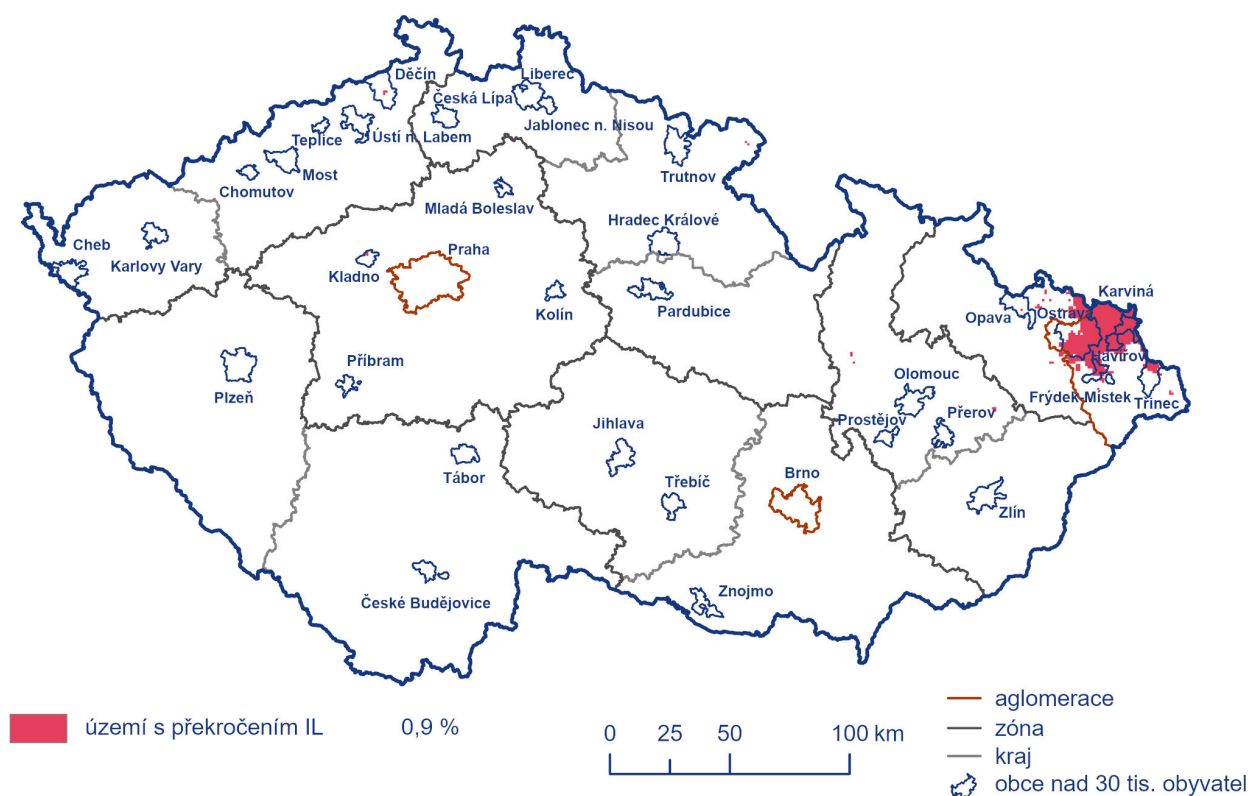 Děčín
Liberec
Česká Lípa
Jablonec n. Nisou
Teplice
Ústí n. Labem
Most
Chomutov
Trutnov
Mladá Boleslav
Hradec Králové
Cheb
Karlovy Vary
Praha
Kladno
Kolín
Pardubice
Karviná
Opava
Ostrava
Havířov
Příbram
Plzeň
Olomouc
Frýdek Místek
Třinec
Prostějov
Přerov
Jihlava
Tábor
Třebíč
Brno
Zlín
Znojmo
České Budějovice
území s překročením IL 0,9 %
0 25 50 100 km
aglomerace
zóna
kraj
obce nad 30 tis. obyvatel